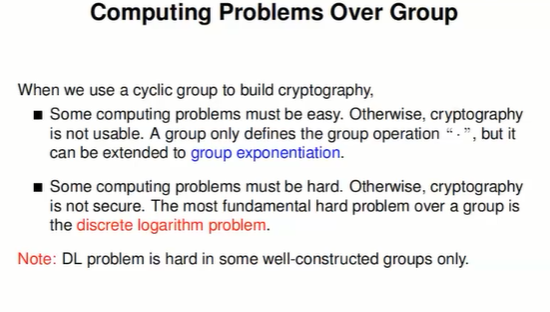 Computing Problems Over Group
When we use a cyclic group to build cryptography,
■ Some computing problems must be easy. Otherwise, cryptography
is not usable. A group only defines the group operation “·”, but it
can be extended to group exponentiation.
■ Some computing problems must be hard. Otherwise, cryptography
is not secure. The most fundamental hard problem over a group is
the discrete logarithm problem.
Note: DL problem is hard in some well-constructed groups only.